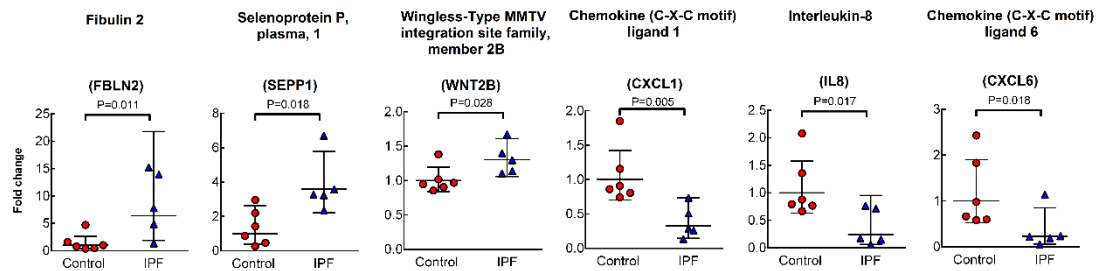 Fibulin 2
(FBLN2)
P=0.011
Fold change
25
20
15
10
5
0
Control IPF
Selenoprotein P,
plasma, 1
(SEPP1)
P=0.018
8
6
4
2
0
Control IPF
Wingless-Type MMTV
integration site family,
member 2B
(WNT2B)
P=0.028
2.0
1.5
1.0
0.5
0.0
Control IPF
Chemokine (C-X-C motif)
ligand 1
(CXCL1)
P=0.005
2.0
1.5
1.0
0.5
0.0
Control IPF
Interleukin-8
(IL8)
P=0.017
2.5
2.0
1.5
1.0
0.5
0.0
Control IPF
Chemokine (C-X-C motif)
ligand 6
(CXCL6)
P=0.018
3
2
1
0
Control IPF